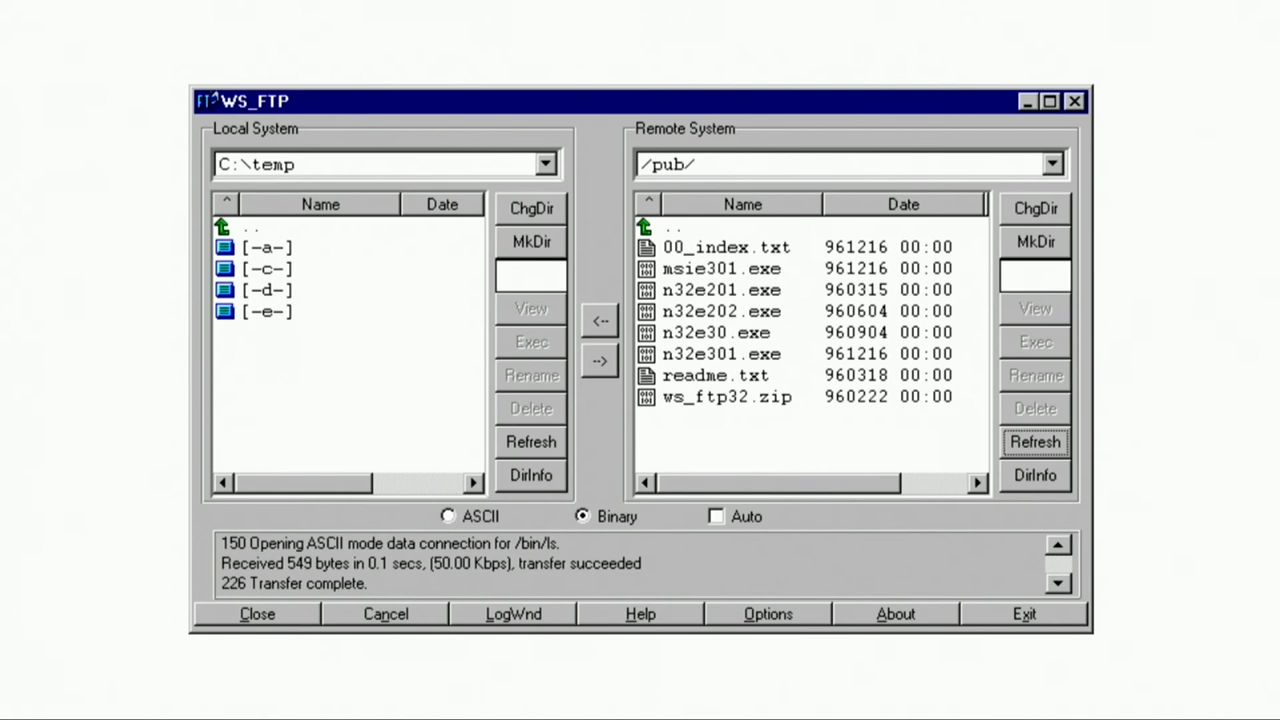 WS_FTP
Local System
C:\temp
^ Name Date
..
[-a-]
[-c-]
[-d-]
[-e-]
ChgDir
MkDir
View
Exec
Rename
Delete
Refresh
DirInfo
<--
-->
Remote System
/pub/
^ Name Date
..
00_index.txt 961216 00:00
msie301.exe 961216 00:00
n32e201.exe 960315 00:00
n32e202.exe 960604 00:00
n32e30.exe 960904 00:00
n32e301.exe 961216 00:00
readme.txt 960318 00:00
ws_ftp32.zip 960222 00:00
ChgDir
MkDir
View
Exec
Rename
Delete
Refresh
DirInfo
ASCII Binary Auto
150 Opening ASCII mode data connection for /bin/ls.
Received 549 bytes in 0.1 secs, (50.00 Kbps), transfer succeeded
226 Transfer complete.
Close Cancel LogWnd Help Options About Exit